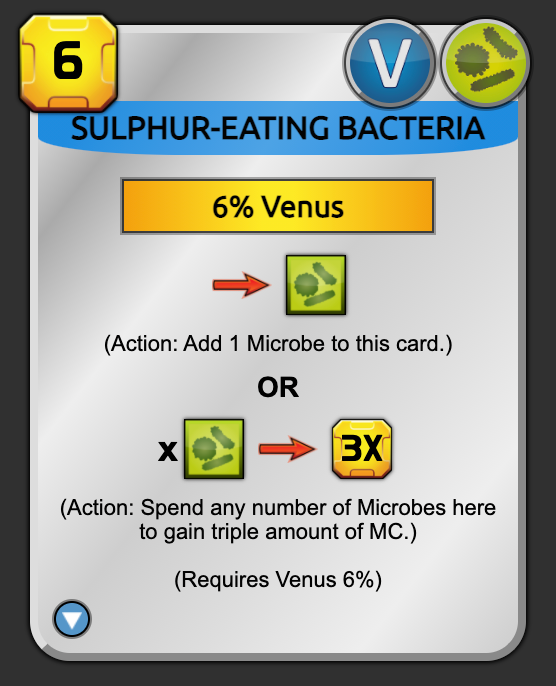 6
V
SULPHUR-EATING BACTERIA
6% Venus
(Action: Add 1 Microbe to this card.)
OR
x
3X
(Action: Spend any number of Microbes here
to gain triple amount of MC.)
(Requires Venus 6%)